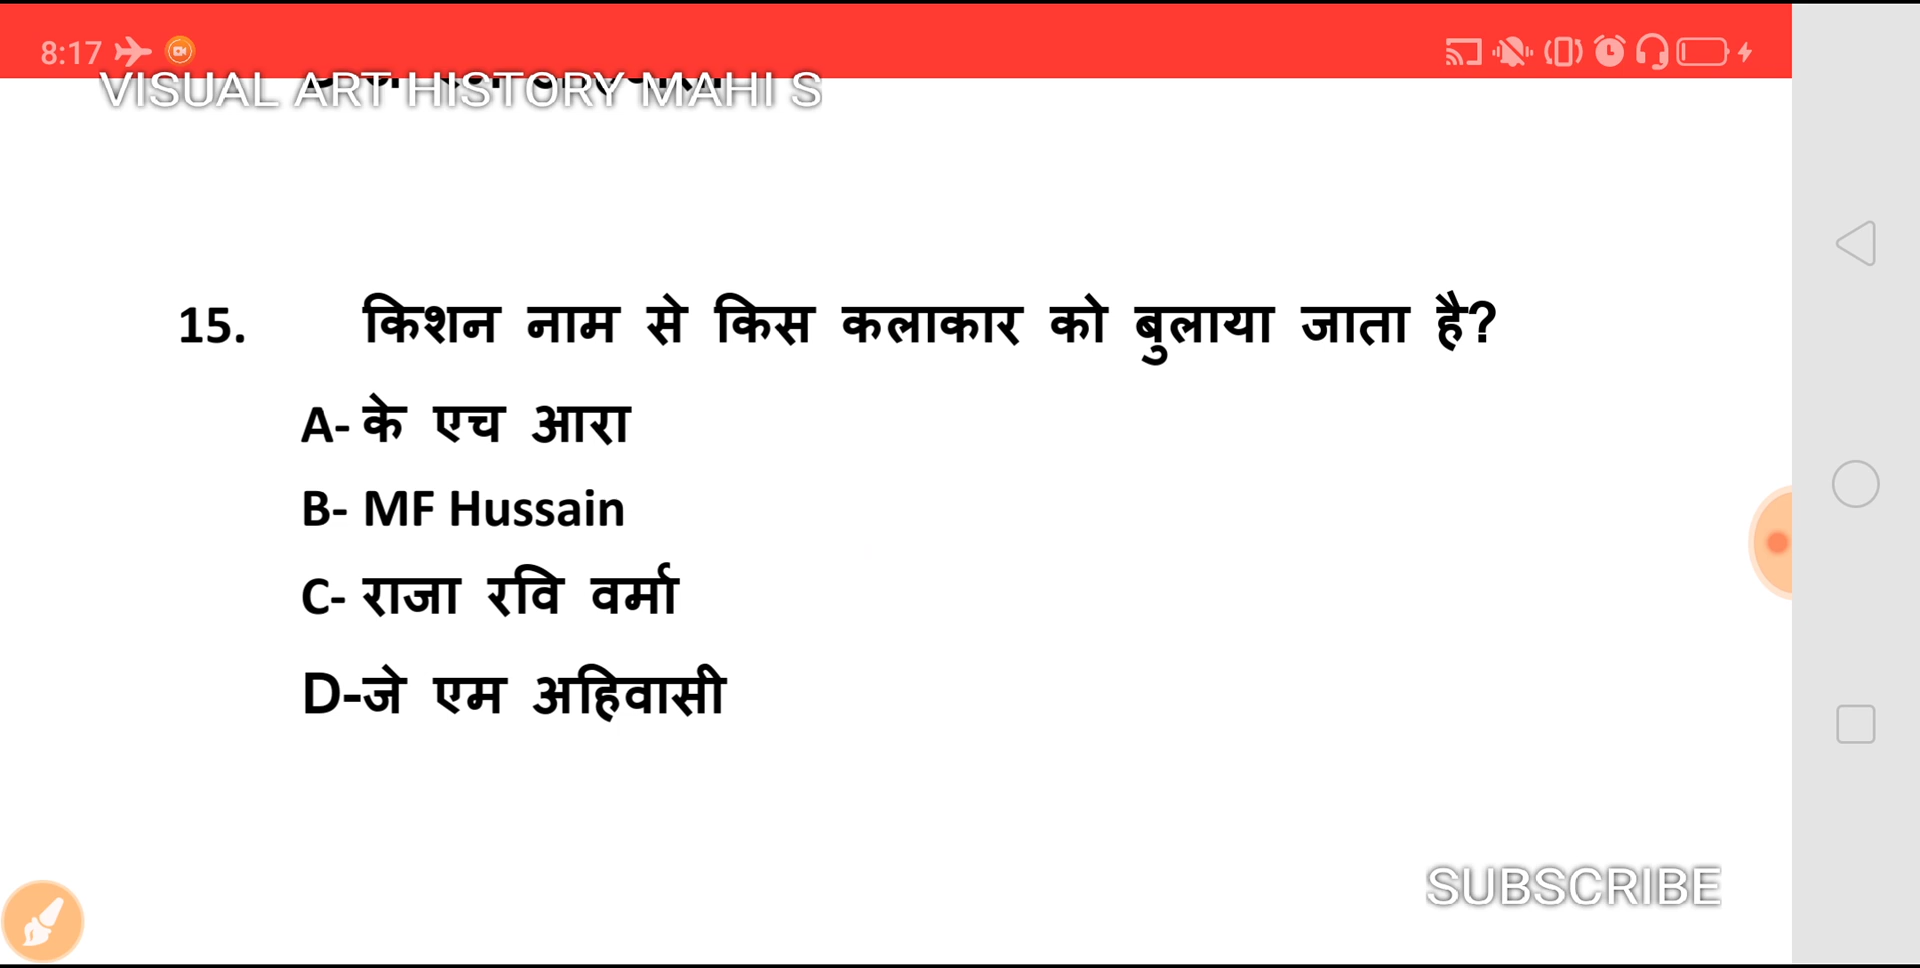 8:17
VISUAL ART HISTORY MAHI S
15. किशन नाम से किस कलाकार को बुलाया जाता है?
A- के एच आरा
B- MF Hussain
C- राजा रवि वर्मा
D-जे एम अहिवासी
SUBSCRIBE